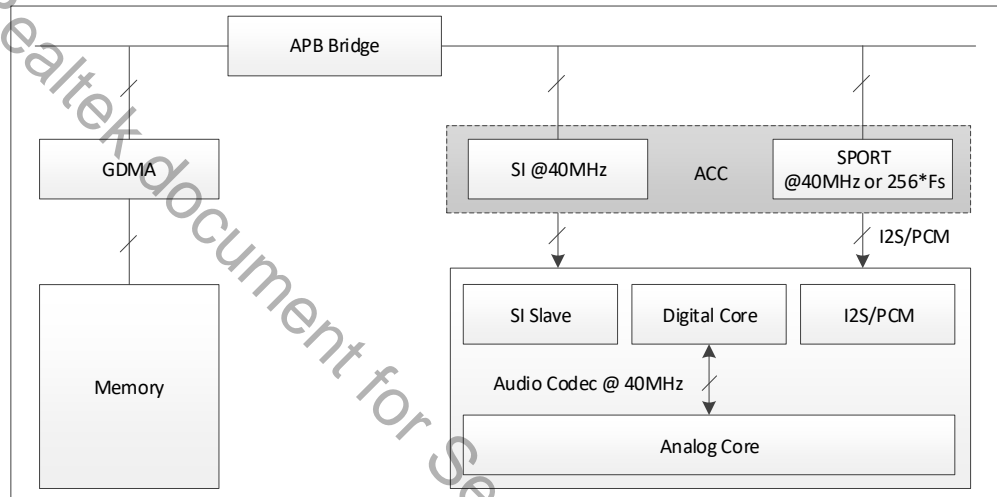 APB Bridge
GDMA
SI @40MHz
ACC
SPORT
@40MHz or 256*Fs
I2S/PCM
Memory
SI Slave
Digital Core
I2S/PCM
Audio Codec @ 40MHz
Analog Core
ealtek document for Se